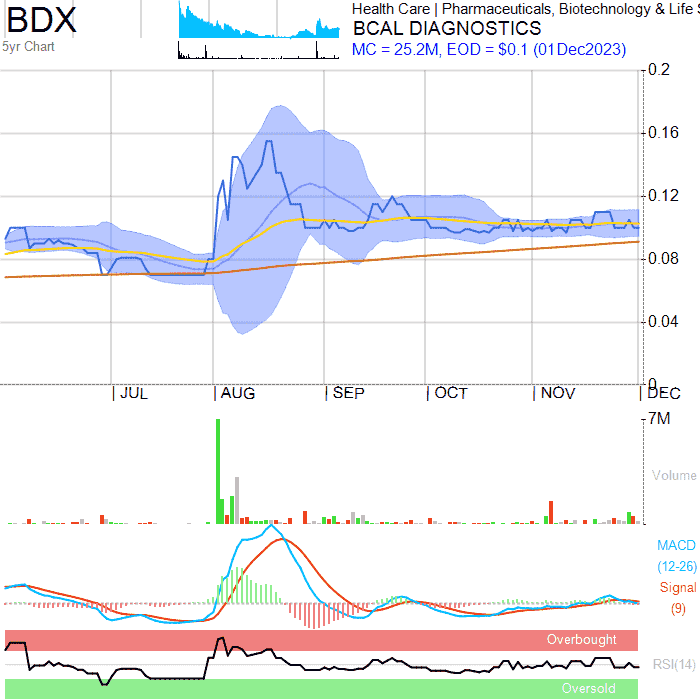 BDX
5yr Chart
Health Care | Pharmaceuticals, Biotechnology & Life
BCAL DIAGNOSTICS
MC = 25.2M, EOD = $0.1 (01Dec2023)
0.2
0.16
0.12
0.08
0.04
0
| JUL | AUG | SEP | OCT | NOV | DEC
7M
Volume
MACD
(12-26)
Signal
(9)
Overbought
RSI(14)
Oversold